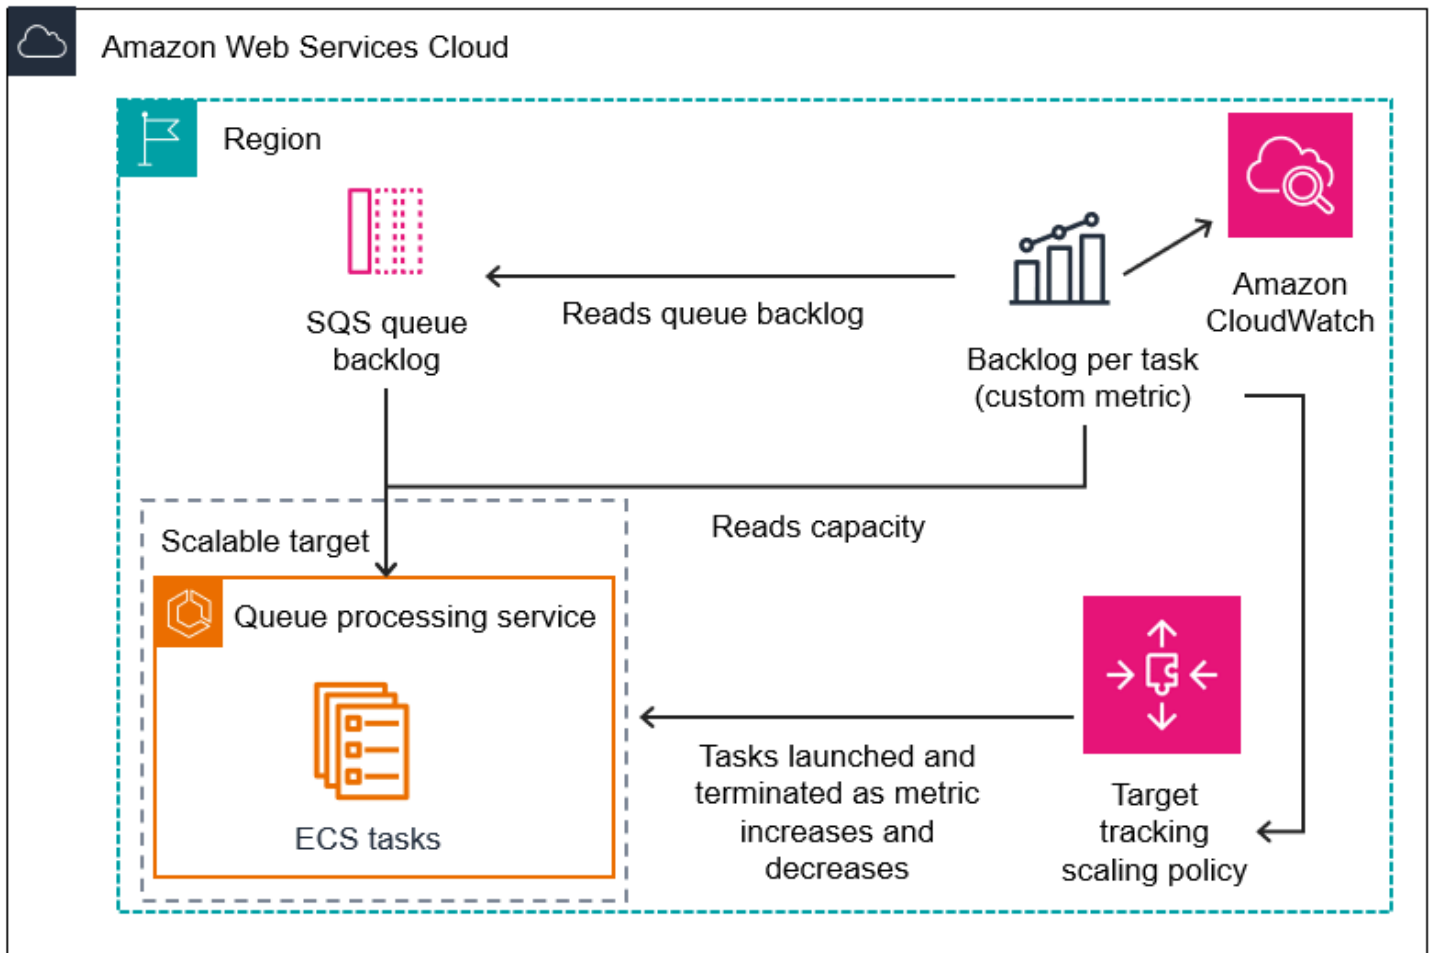 Amazon Web Services Cloud
Region
SQS queue
backlog
Reads queue backlog
Backlog per task
(custom metric)
Amazon
CloudWatch
Reads capacity
Scalable target
Queue processing service
ECS tasks
Tasks launched and
terminated as metric
increases and
decreases
Target
tracking
scaling policy